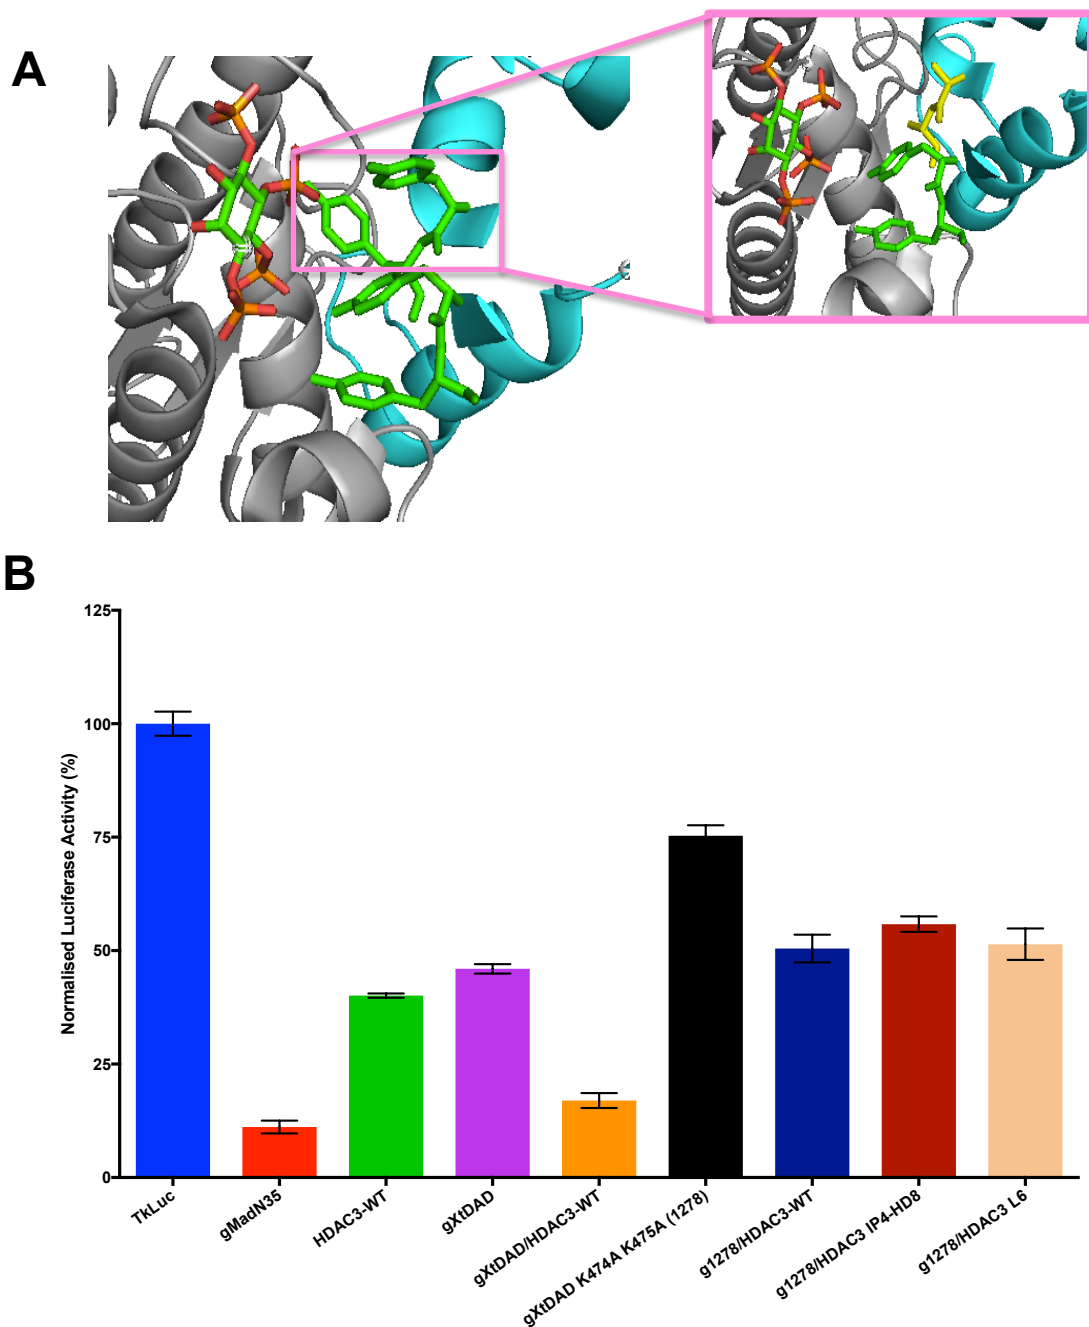 A
B
Normalised Luciferase Activity (%)
125
100
75
50
25
0
TkLuc
gMadN35
HDAC3-WT
gXtDAD
gXtDAD/HDAC3-WT
gXtDAD K474A K475A (1278)
g1278/HDAC3-WT
g1278/HDAC3 IP4-HD8
g1278/HDAC3 L6